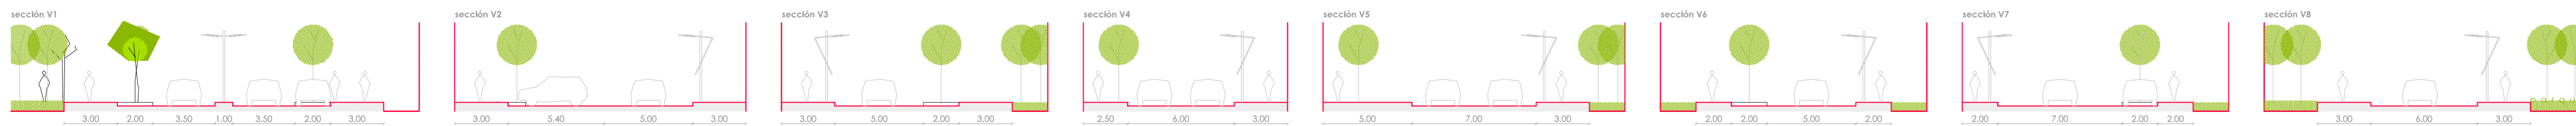 sección V1
3.00 2.00 3.50 1.00 3.50 2.00 3.00
sección V2
3.00 5.40 5.00 3.00
sección V3
3.00 5.00 2.00 3.00
sección V4
2.50 6.00 3.00
sección V5
5.00 7.00 3.00
sección V6
2.00 2.00 5.00 2.00
sección V7
2.00 7.00 2.00 2.00
sección V8
3.00 6.00 3.00